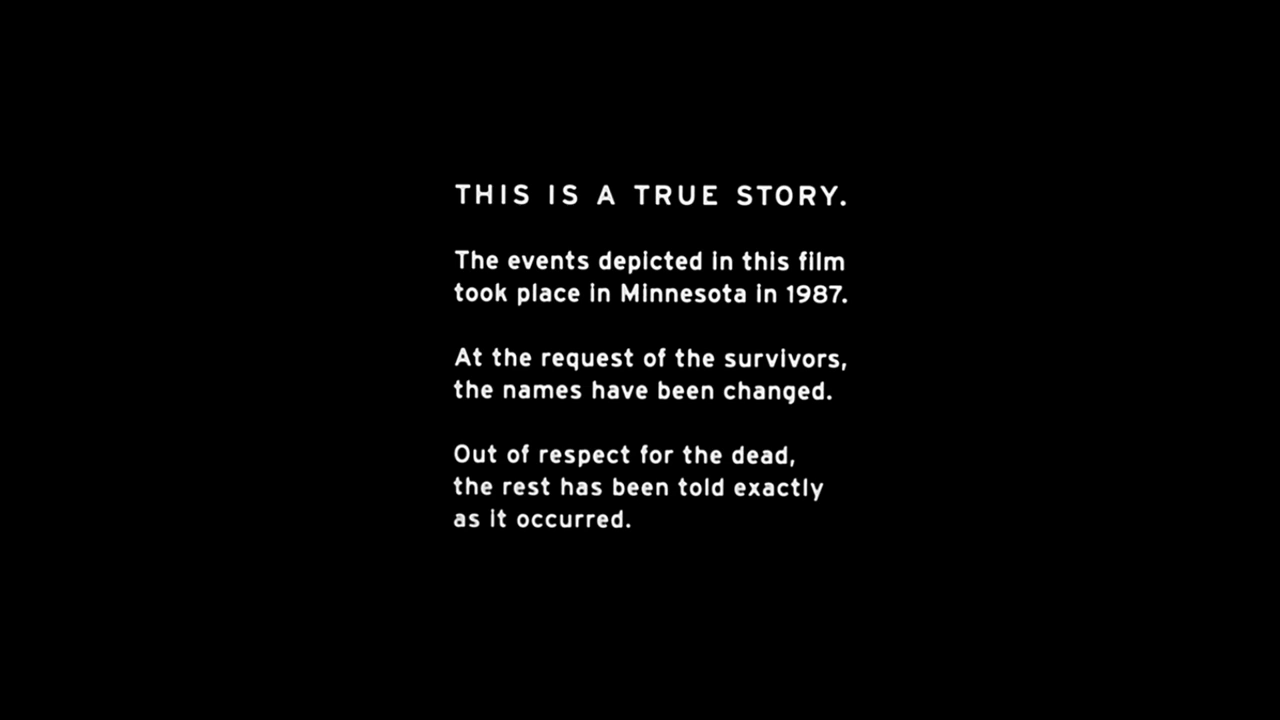 THIS IS A TRUE STORY.
The events depicted in this film
took place in Minnesota in 1987.
At the request of the survivors,
the names have been changed.
Out of respect for the dead,
the rest has been told exactly
as it occurred.